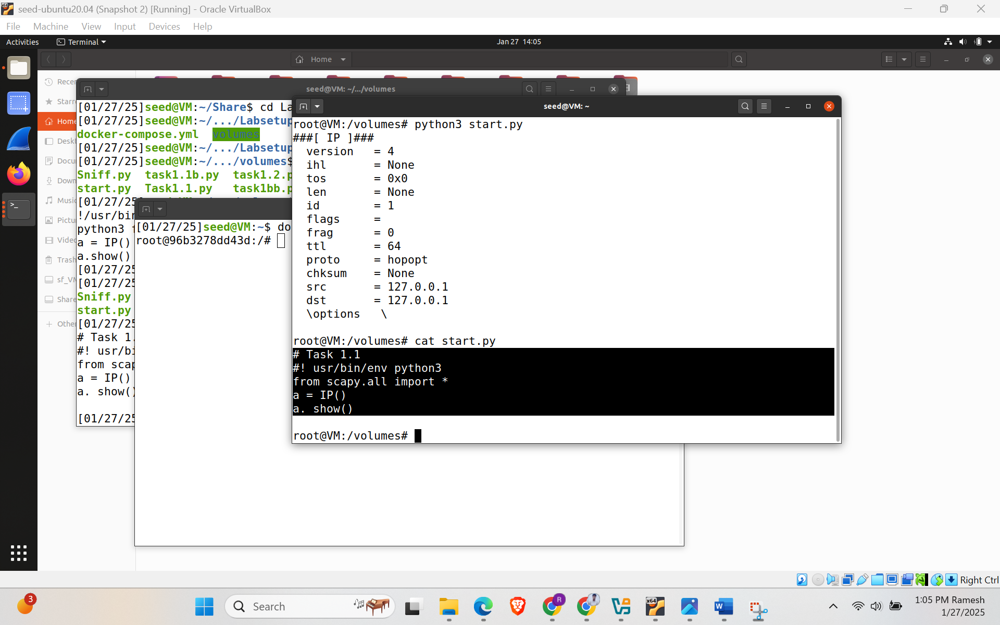 seed-ubuntu20.04 (Snapshot 2) [Running] - Oracle VirtualBox
File Machine View Input Devices Help
Activities Terminal Jan 27 14:05
Home
Recen
Starre
Home
Deskt
Docu
Down
Music
Pictu
Video
Trash
sf_VM
Share
Other
seed@VM: ~/.../volumes
[01/27/25]seed@VM:~/Share$ cd La
[01/27/25]seed@VM:~/.../Labsetup
docker-compose.yml volumes
[01/27/25]seed@VM:~/.../Labsetup
[01/27/25]seed@VM:~/.../volumes$
Sniff.py task1.1b.py task1.2.p
start.py Task1.1.py task1bb.p
[01/27/25
!/usr/bin
python3 f
a = IP()
a.show()
[01/27/25
[01/27/25
Sniff.py
start.py
[01/27/25
# Task 1.
#! usr/bi
from scap
a = IP()
a. show()
[01/27/25
[01/27/25]seed@VM:~$ do
root@96b3278dd43d:/#
seed@VM: ~
root@VM:/volumes# python3 start.py
###[ IP ]###
version = 4
ihl = None
tos = 0x0
len = None
id = 1
flags =
frag = 0
ttl = 64
proto = hopopt
chksum = None
src = 127.0.0.1
dst = 127.0.0.1
\options \
root@VM:/volumes# cat start.py
# Task 1.1
#! usr/bin/env python3
from scapy.all import *
a = IP()
a. show()
root@VM:/volumes#
Right Ctrl
3
Search
R
x64
W
1:05 PM Ramesh
1/27/2025